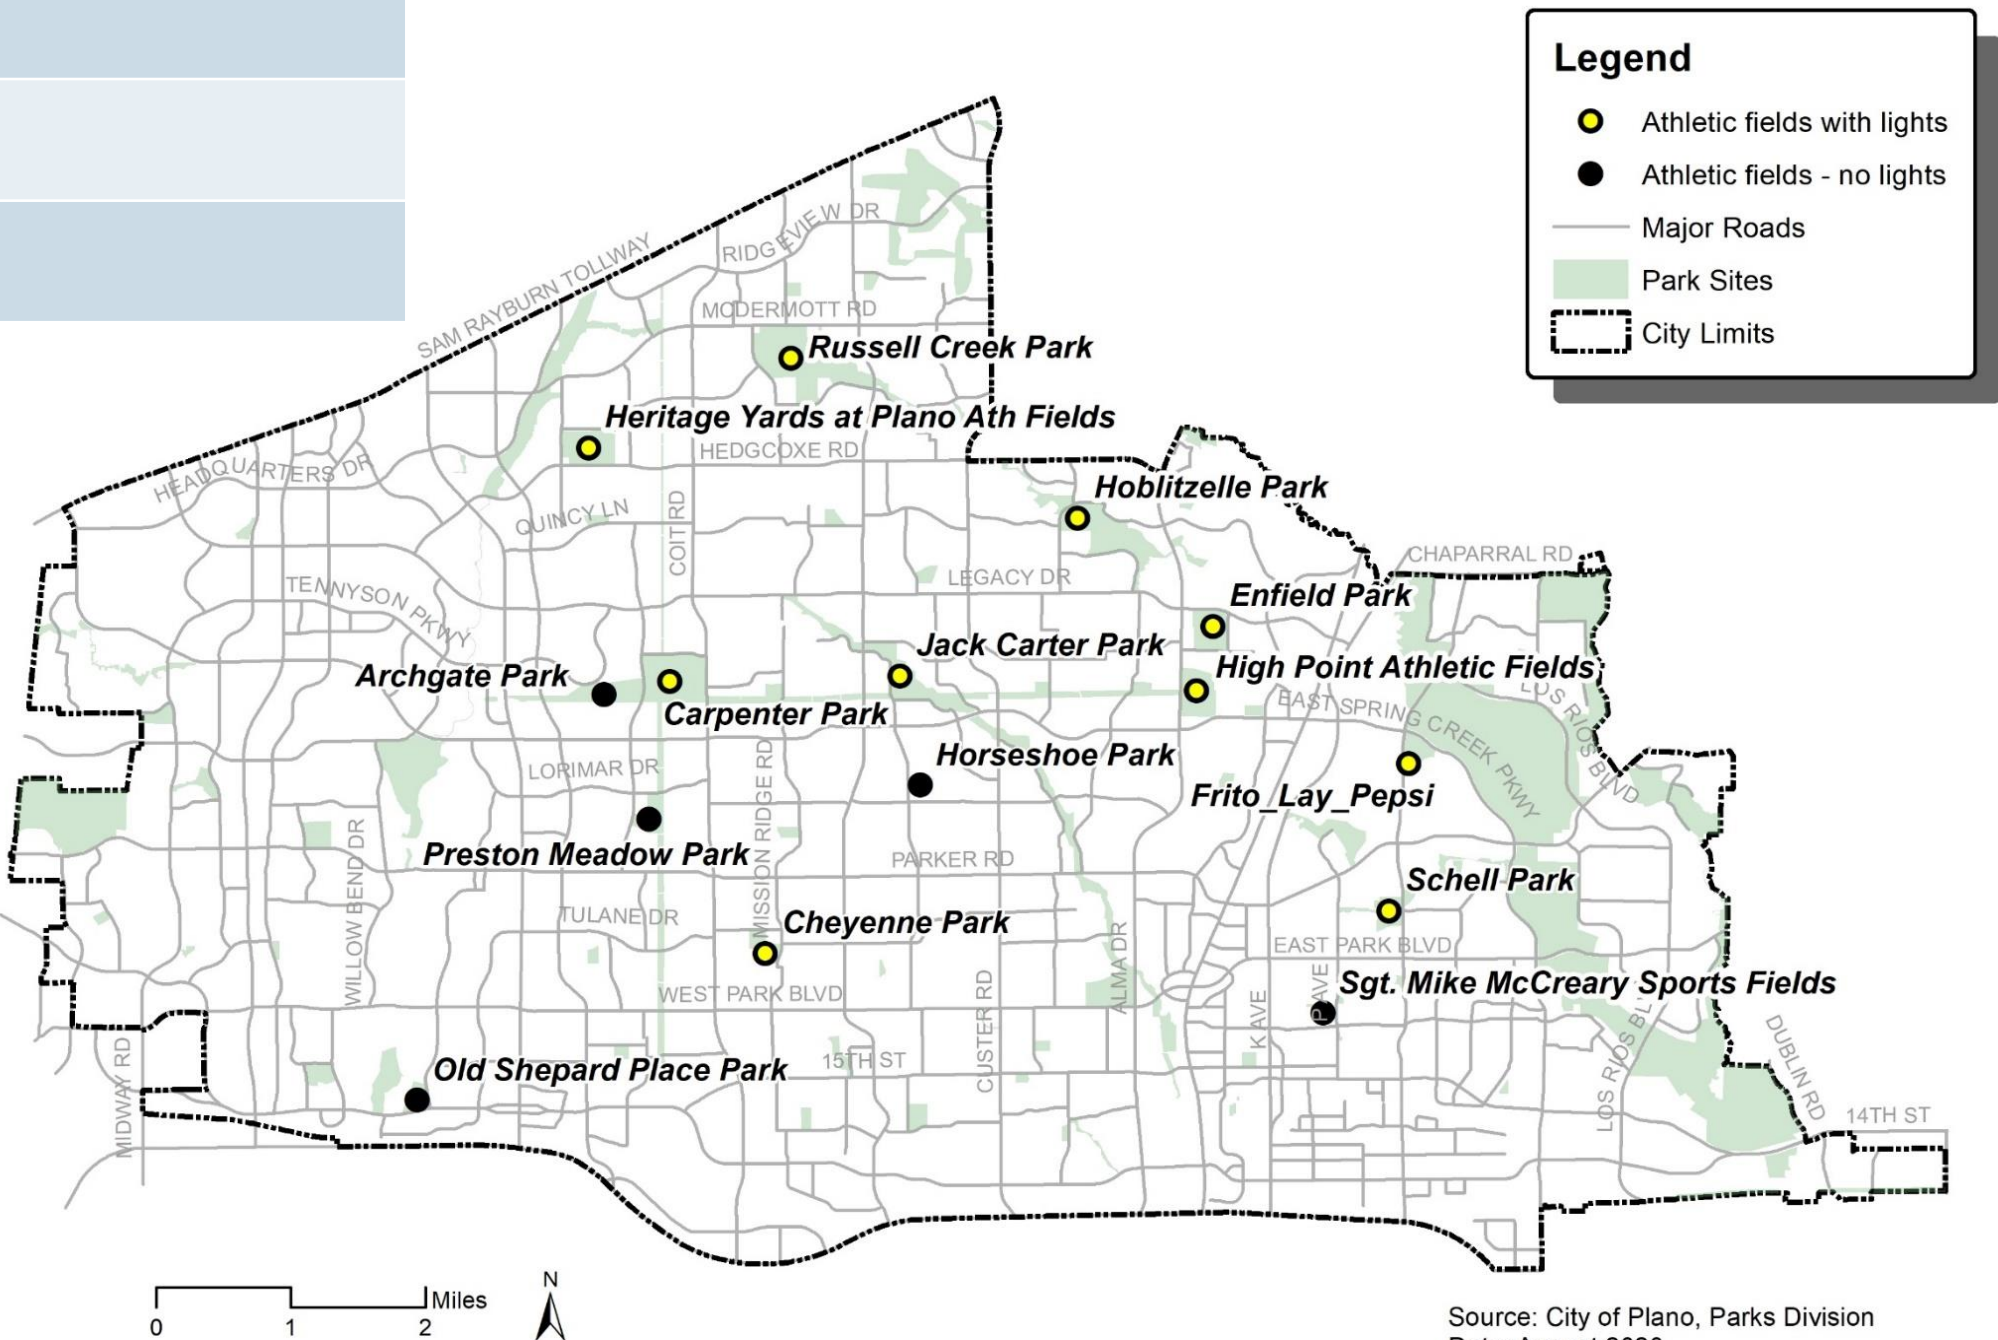 Legend
Athletic fields with lights
Athletic fields - no lights
Major Roads
Park Sites
City Limits
RIDGEVIEW DR
SAM RAYBURN TOLLWAY
MCDERMOTT RD
Russell Creek Park
Heritage Yards at Plano Ath Fields
HEDGCOXE RD
HEADQUARTERS DR
Hoblitzelle Park
QUINCY LN
COIT RD
CHAPARRAL RD
LEGACY DR
TENNYSON PKWY
Enfield Park
Jack Carter Park
High Point Athletic Fields
Archgate Park
Carpenter Park
EAST SPRING CREEK PKWY
LOS RIOS BLVD
Horseshoe Park
LORIMAR DR
MISSION RIDGE RD
Frito_Lay_Pepsi
Preston Meadow Park
PARKER RD
WILLOW BEND DR
Schell Park
TULANE DR
Cheyenne Park
ALMA DR
EAST PARK BLVD
WEST PARK BLVD
Sgt. Mike McCreary Sports Fields
P AVE
K AVE
CUSTER RD
LOS RIOS BLV
DUBLIN RD
15TH ST
Old Shepard Place Park
MIDWAY RD
14TH ST
Miles
0 1 2
N
Source: City of Plano, Parks Division